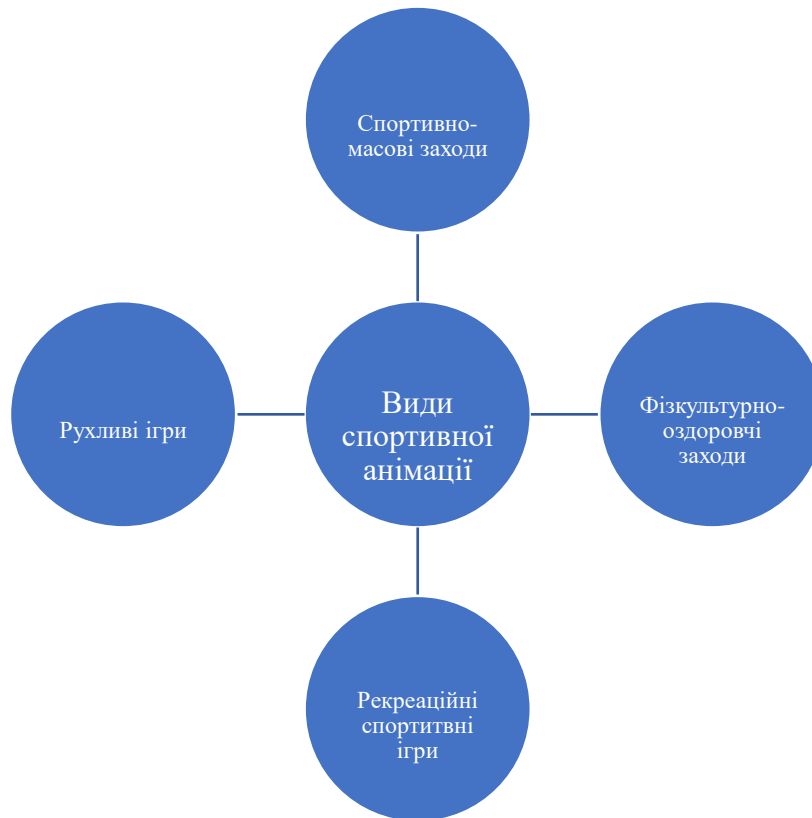 Спортивно-
масові заходи
Рухливі ігри
Види
спортивної
анімації
Фізкультурно-
оздоровчі
заходи
Рекреаційні
спортитвні
ігри